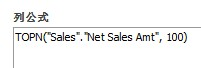 列公式
TOPN("Sales"."Net Sales Amt", 100)